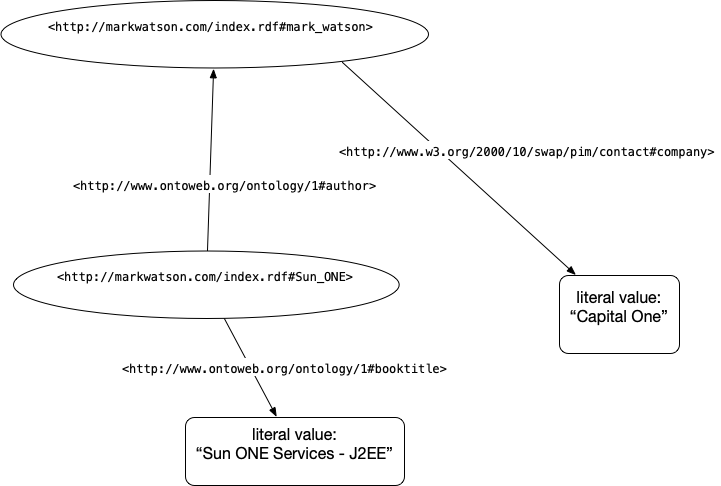 <http://markwatson.com/index.rdf#mark_watson>
<http://www.w3.org/2000/10/swap/pim/contact#company>
<http://www.ontoweb.org/ontology/1#author>
<http://markwatson.com/index.rdf#Sun_ONE>
literal value:
“Capital One”
<http://www.ontoweb.org/ontology/1#booktitle>
literal value:
“Sun ONE Services - J2EE”